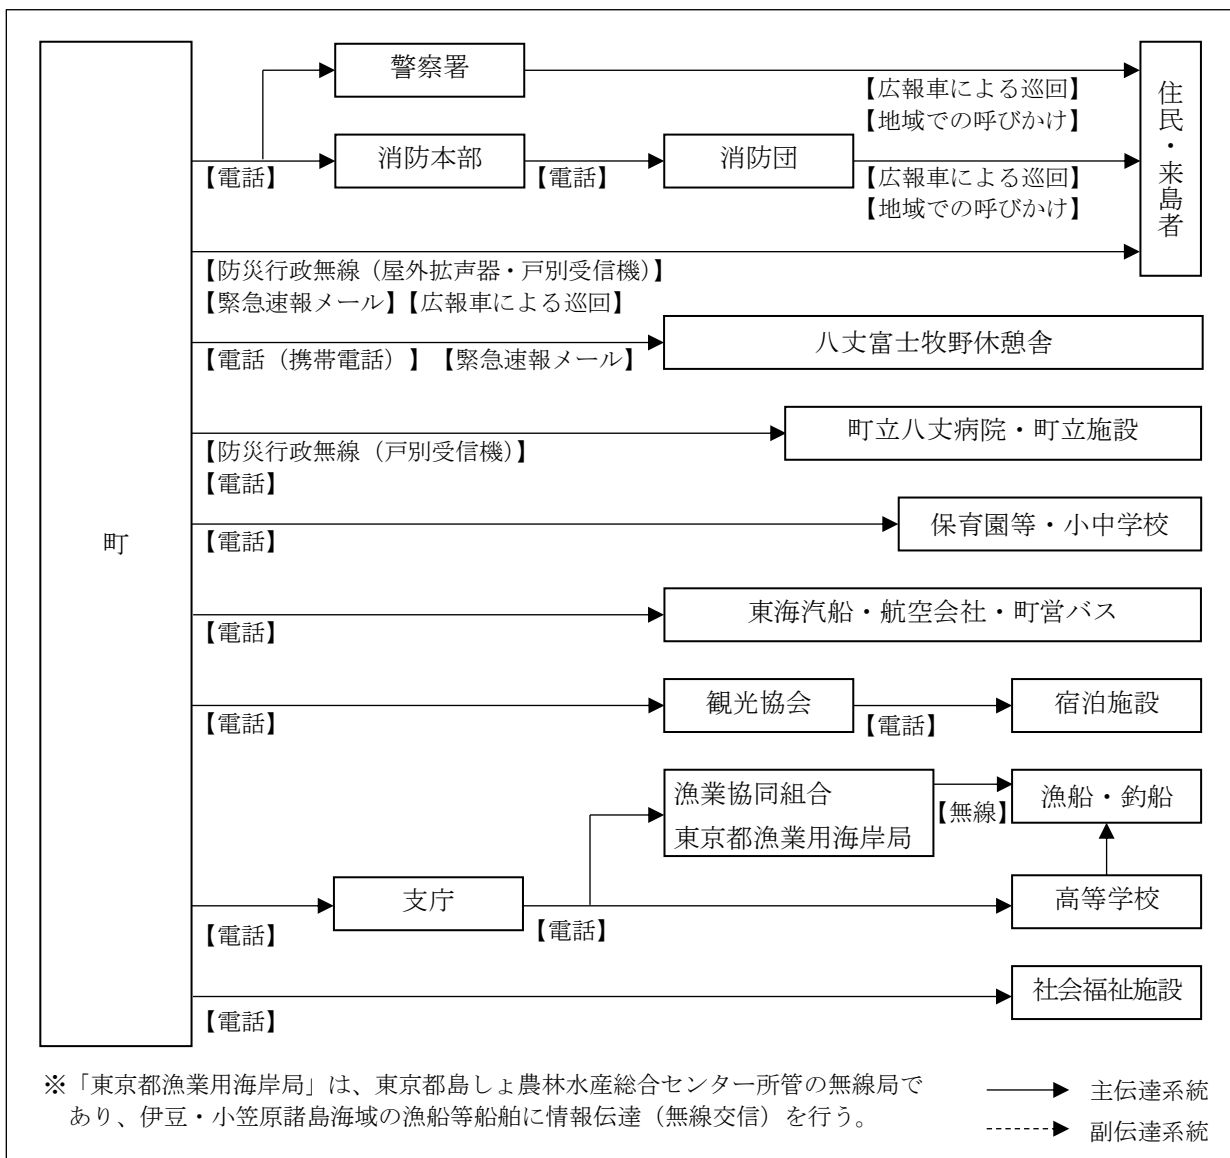 警察署
【広報車による巡回】
【地域での呼びかけ】
住民・来島者
消防本部
消防団
【電話】
【電話】
【広報車による巡回】
【地域での呼びかけ】
【防災行政無線（屋外拡声器・戸別受信機）】
【緊急速報メール】【広報車による巡回】
八丈富士牧野休憩舎
【電話（携帯電話）】【緊急速報メール】
町立八丈病院・町立施設
【防災行政無線（戸別受信機）】
【電話】
町
保育園等・小中学校
【電話】
東海汽船・航空会社・町営バス
【電話】
観光協会
宿泊施設
【電話】
【電話】
漁業協同組合
東京都漁業用海岸局
【無線】
漁船・釣船
支庁
高等学校
【電話】
【電話】
社会福祉施設
【電話】
※「東京都漁業用海岸局」は、東京都島しょ農林水産総合センター所管の無線局で
あり、伊豆・小笠原諸島海域の漁船等船舶に情報伝達（無線交信）を行う。
主伝達系統
副伝達系統